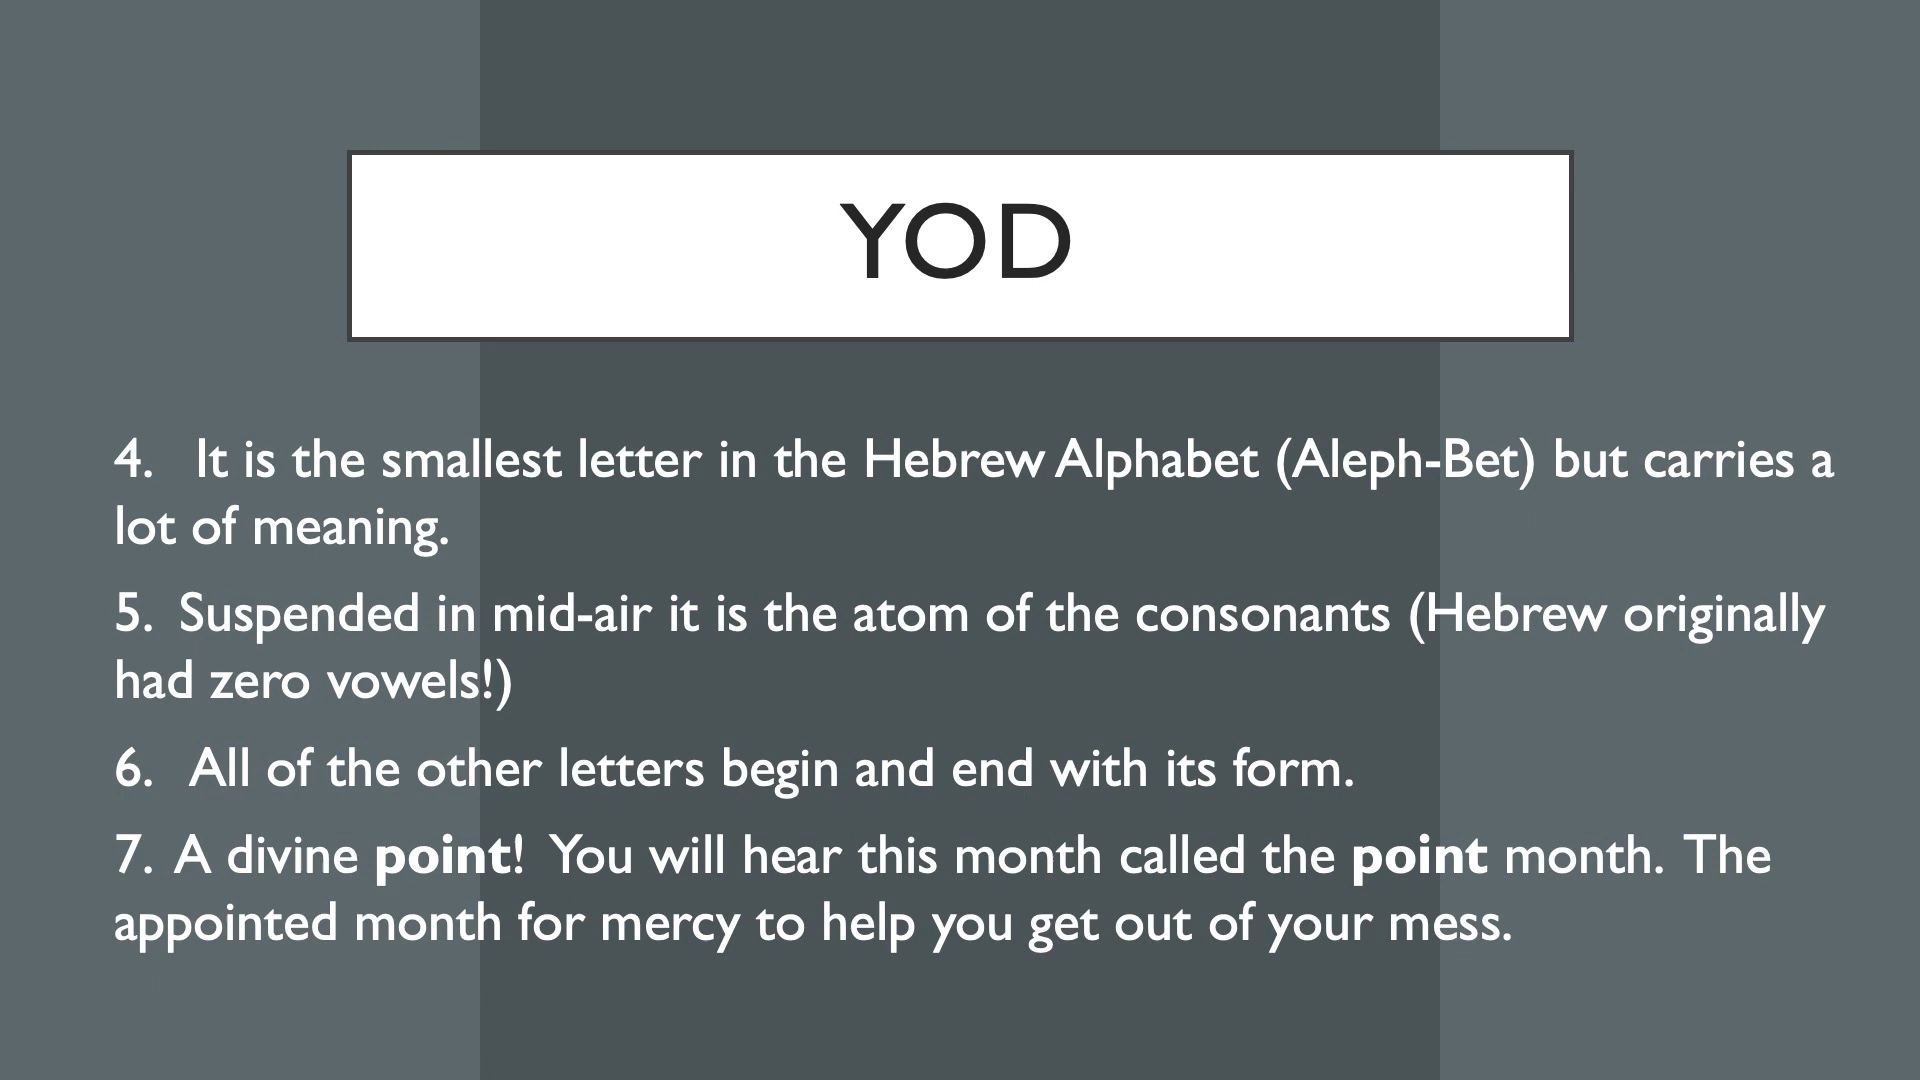 YOD
4. It is the smallest letter in the Hebrew Alphabet (Aleph-Bet) but carries a
lot of meaning.
5. Suspended in mid-air it is the atom of the consonants (Hebrew originally
had zero vowels!)
6. All of the other letters begin and end with its form.
7. A divine point! You will hear this month called the point month. The
appointed month for mercy to help you get out of your mess.